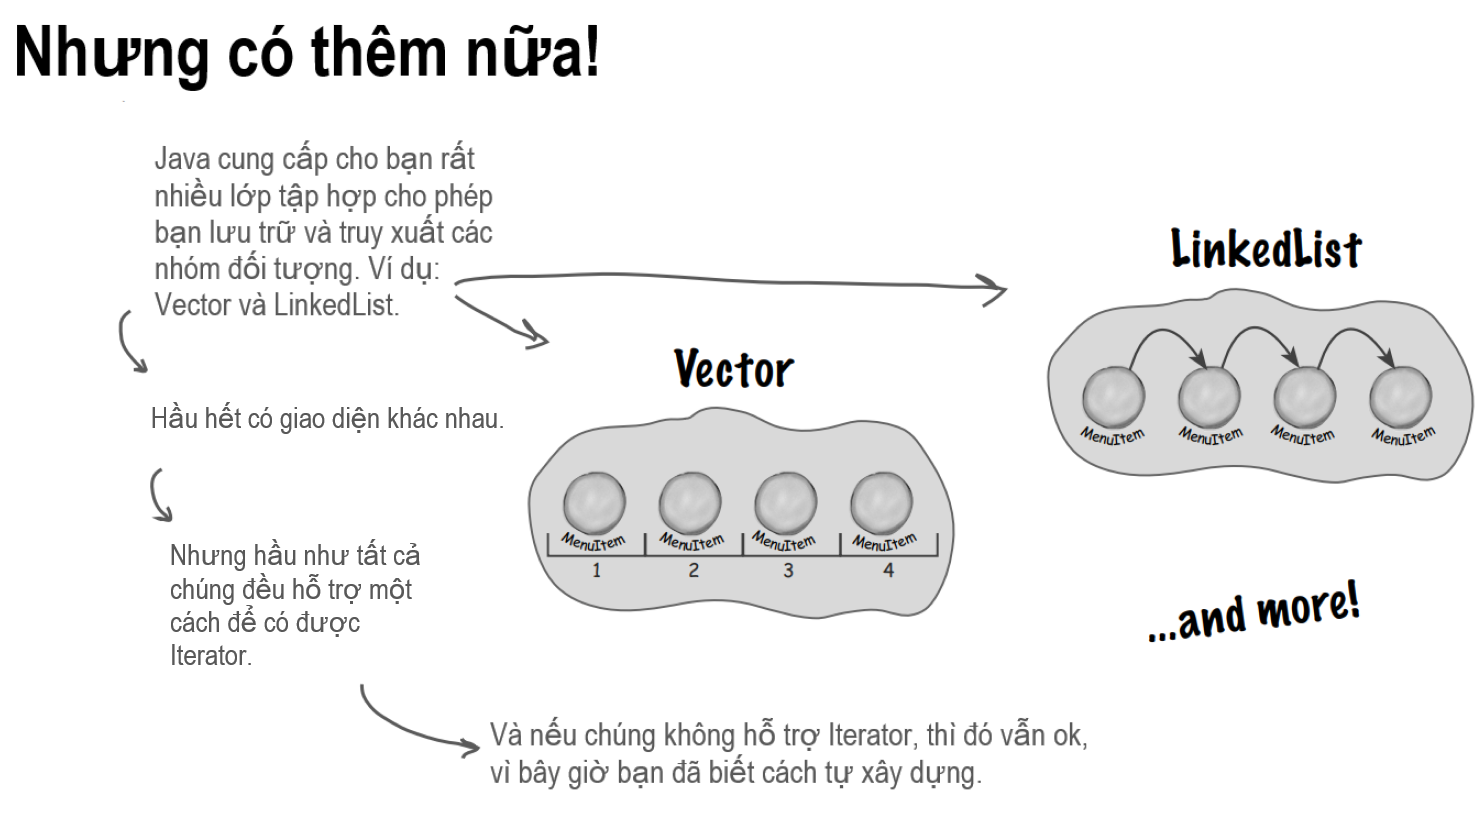 Nhưng có thêm nữa!
Java cung cấp cho bạn rất
nhiều lớp tập hợp cho phép
bạn lưu trữ và truy xuất các
nhóm đối tượng. Ví dụ:
Vector và LinkedList.
Hầu hết có giao diện khác nhau.
Nhưng hầu như tất cả
chúng đều hỗ trợ một
cách để có được
Iterator.
Và nếu chúng không hỗ trợ Iterator, thì đó vẫn ok,
vì bây giờ bạn đã biết cách tự xây dựng.
Vector
MenuItem MenuItem MenuItem MenuItem
1 2 3 4
LinkedList
MenuItem MenuItem MenuItem MenuItem
...and more!